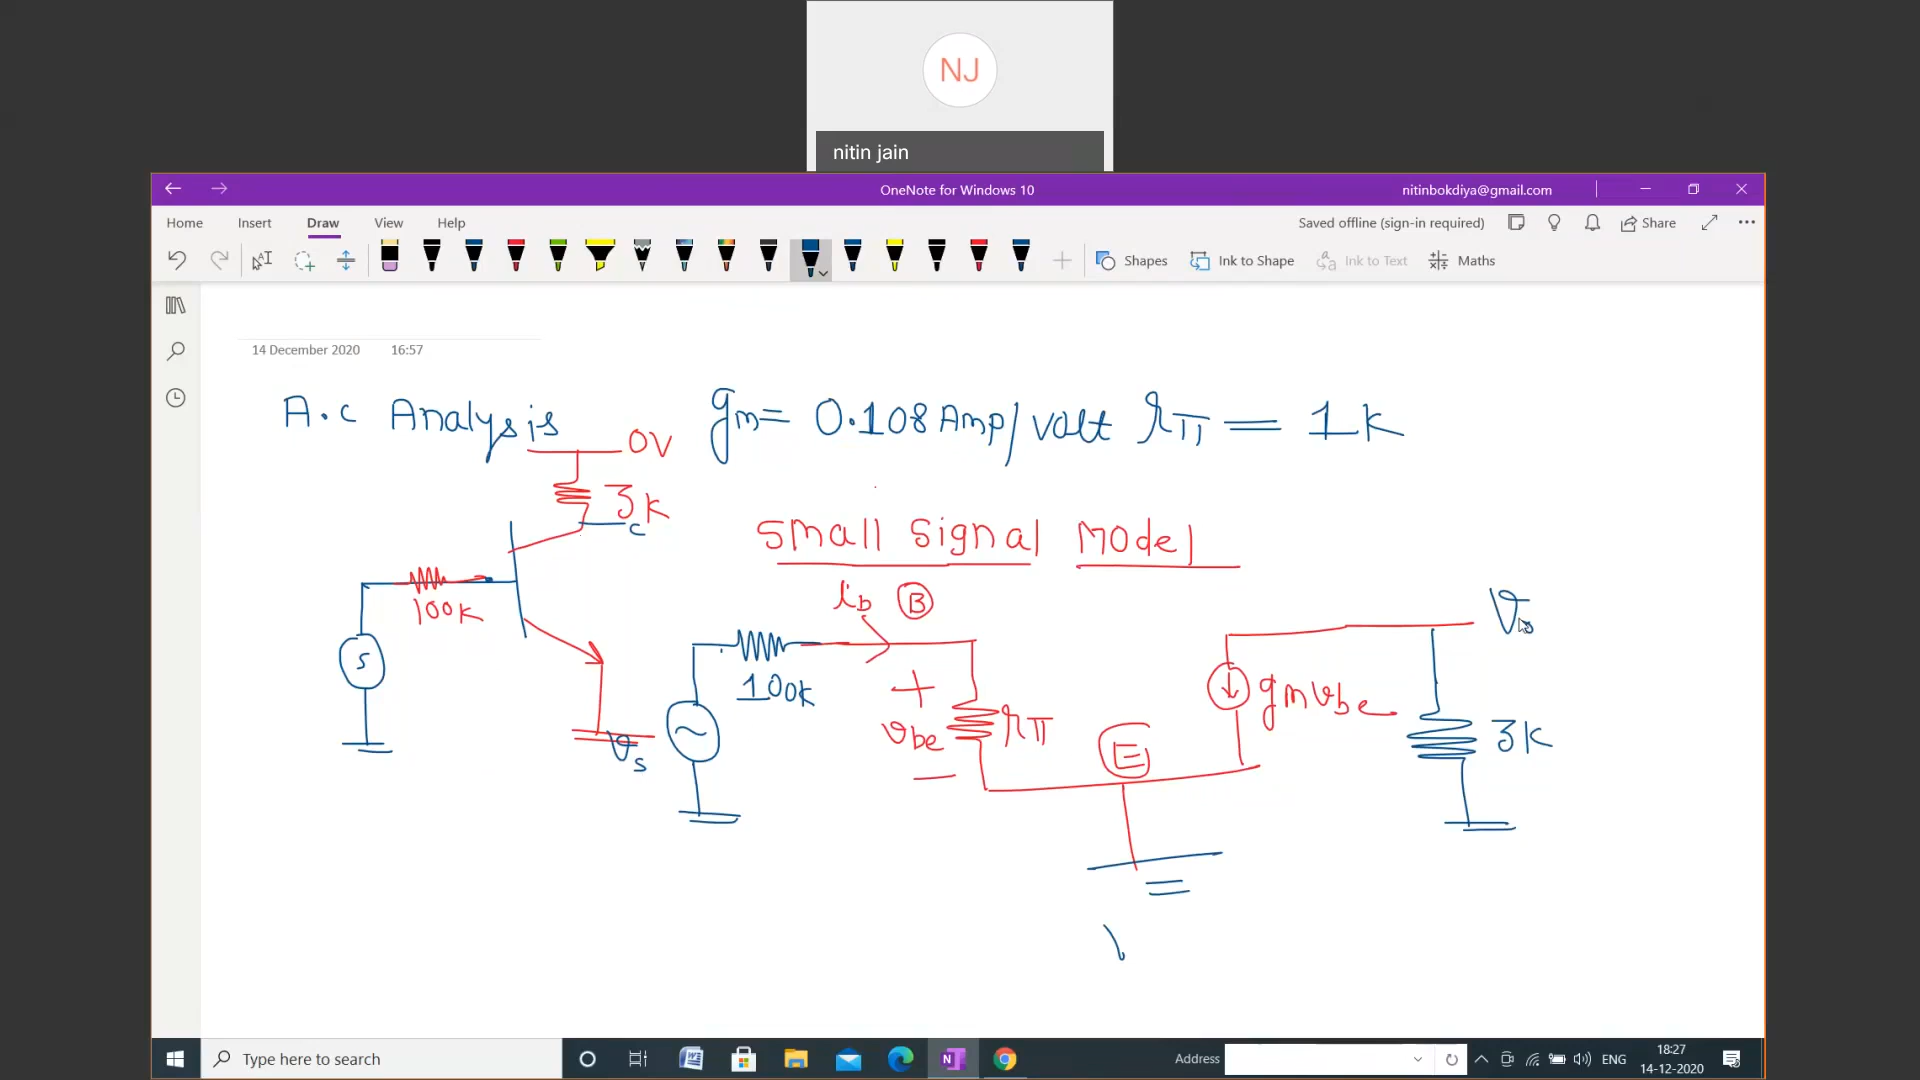 NJ
nitin jain
OneNote for Windows 10
nitinbokdiya@gmail.com
Home Insert Draw View Help
Saved offline (sign-in required)
Share
Shapes
Ink to Shape
Ink to Text
Maths
14 December 2020 16:57
A.c Analysis gm= 0.108 Amp/volt rπ = 1K
0V
3K
c
Small Signal Model
100K
S
ib B
Vo
100K
+
vbe
rπ
−
E
gmvbe
3K
Vs
Type here to search
Address
ENG
18:27
14-12-2020